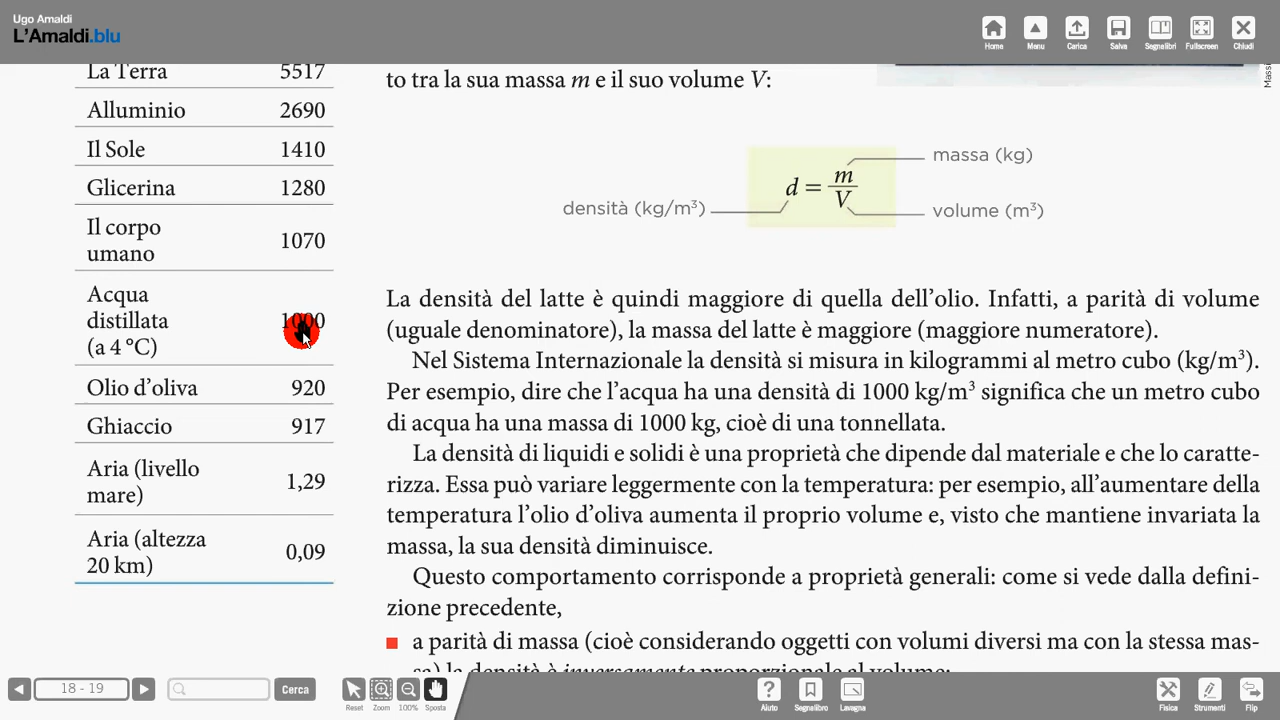 Ugo Amaldi
L'Amaldi.blu
Home
Menu
Carica
Salva
Segnalibri
Fullscreen
Chiudi
La Terra 5517
Alluminio 2690
Il Sole 1410
Glicerina 1280
Il corpo
umano 1070
Acqua
distillata 1000
(a 4 °C)
Olio d'oliva 920
Ghiaccio 917
Aria (livello
mare) 1,29
Aria (altezza
20 km) 0,09
to tra la sua massa m e il suo volume V:
massa (kg)
d = m/V
densità (kg/m³)
volume (m³)
La densità del latte è quindi maggiore di quella dell'olio. Infatti, a parità di volume
(uguale denominatore), la massa del latte è maggiore (maggiore numeratore).
Nel Sistema Internazionale la densità si misura in kilogrammi al metro cubo (kg/m³).
Per esempio, dire che l'acqua ha una densità di 1000 kg/m³ significa che un metro cubo
di acqua ha una massa di 1000 kg, cioè di una tonnellata.
La densità di liquidi e solidi è una proprietà che dipende dal materiale e che lo caratte-
rizza. Essa può variare leggermente con la temperatura: per esempio, all'aumentare della
temperatura l'olio d'oliva aumenta il proprio volume e, visto che mantiene invariata la
massa, la sua densità diminuisce.
Questo comportamento corrisponde a proprietà generali: come si vede dalla defini-
zione precedente,
a parità di massa (cioè considerando oggetti con volumi diversi ma con la stessa mas-
sa) la densità è inversamente proporzionale al volume;
18 - 19
Cerca
Reset
Zoom
100%
Sposta
Aiuto
Segnalibro
Lavagna
Fisica
Strumenti
Flip